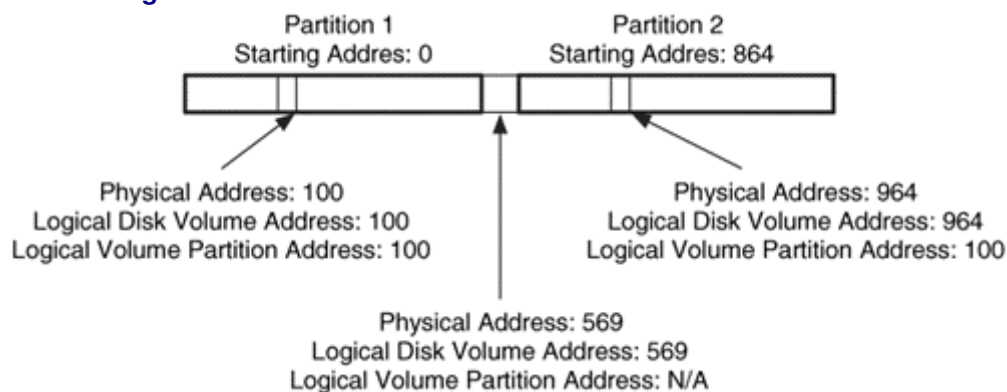 Partition 1
Starting Addres: 0
Partition 2
Starting Addres: 864
Physical Address: 100
Logical Disk Volume Address: 100
Logical Volume Partition Address: 100
Physical Address: 964
Logical Disk Volume Address: 964
Logical Volume Partition Address: 100
Physical Address: 569
Logical Disk Volume Address: 569
Logical Volume Partition Address: N/A